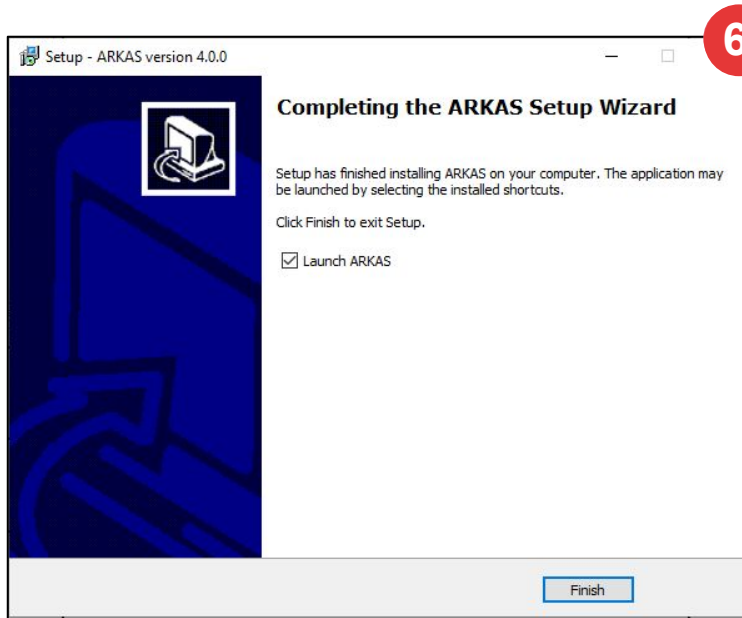 6
Setup - ARKAS version 4.0.0
Completing the ARKAS Setup Wizard
Setup has finished installing ARKAS on your computer. The application may
be launched by selecting the installed shortcuts.
Click Finish to exit Setup.
Launch ARKAS
Finish